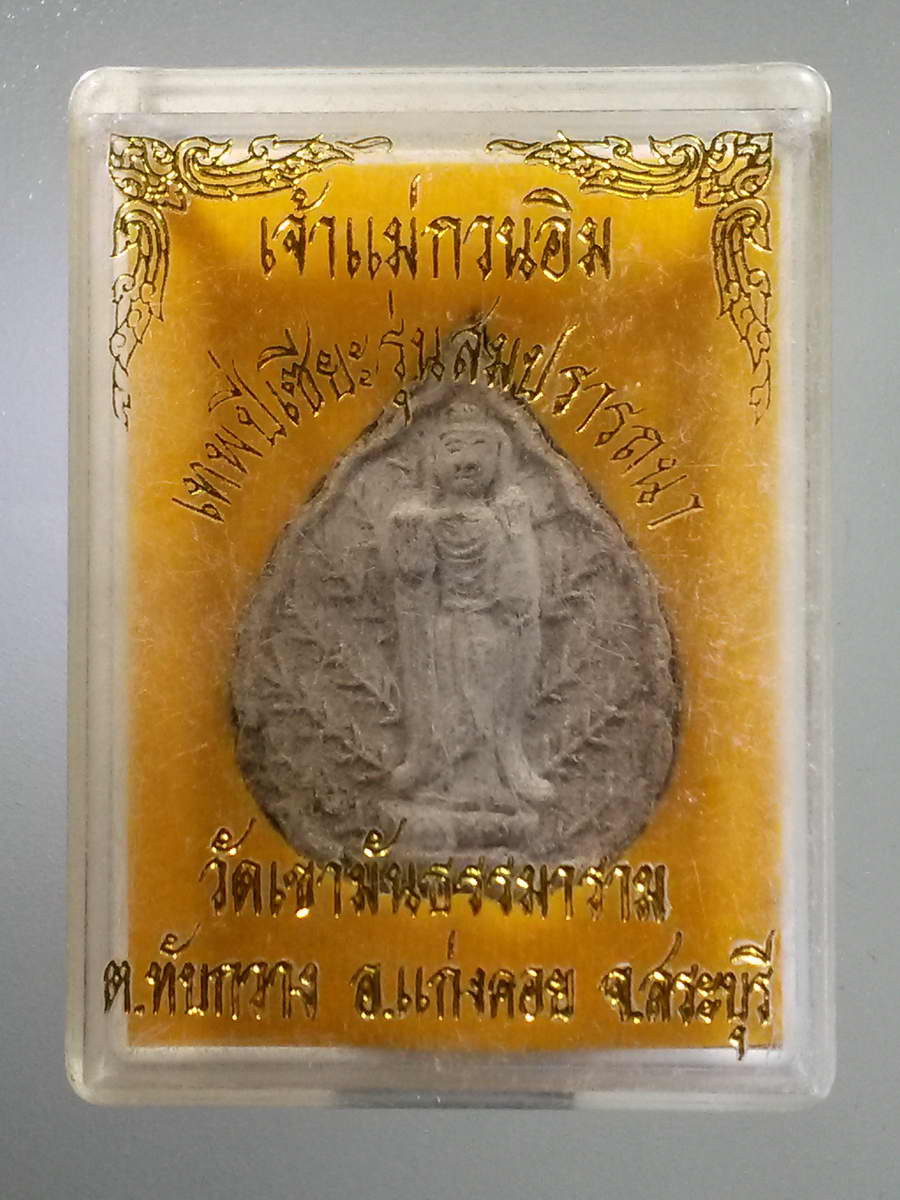 เจ้าแม่กวนอิม
เทพปี่เซียะ รุ่นสมปรารถนา
วัดเขามันธรรมาราม
ต.ทับกวาง อ.แก่งคอย จ.สระบุรี